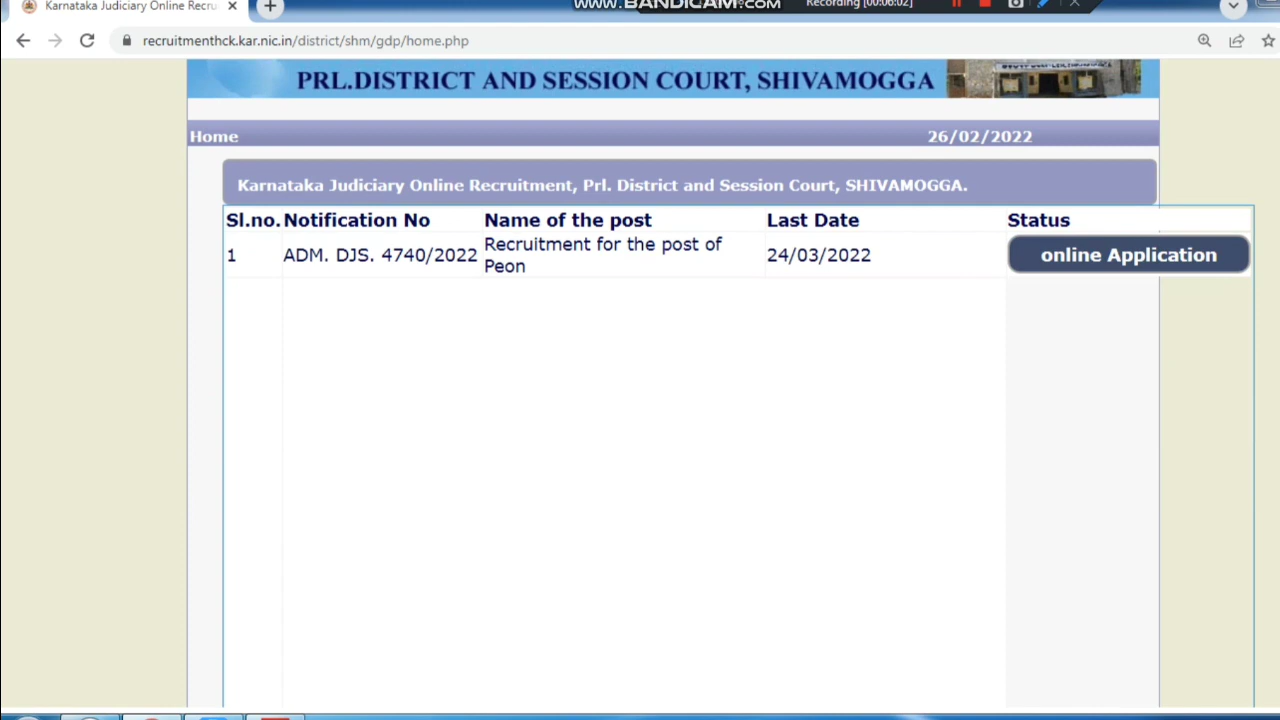 Karnataka Judiciary Online Recru
www.BANDICAM.com
Recording [00:06:02]
recruitmenthck.kar.nic.in/district/shm/gdp/home.php
PRL.DISTRICT AND SESSION COURT, SHIVAMOGGA
Home 26/02/2022
Karnataka Judiciary Online Recruitment, Prl. District and Session Court, SHIVAMOGGA.
Sl.no. Notification No Name of the post Last Date Status
1 ADM. DJS. 4740/2022 Recruitment for the post of Peon 24/03/2022 online Application